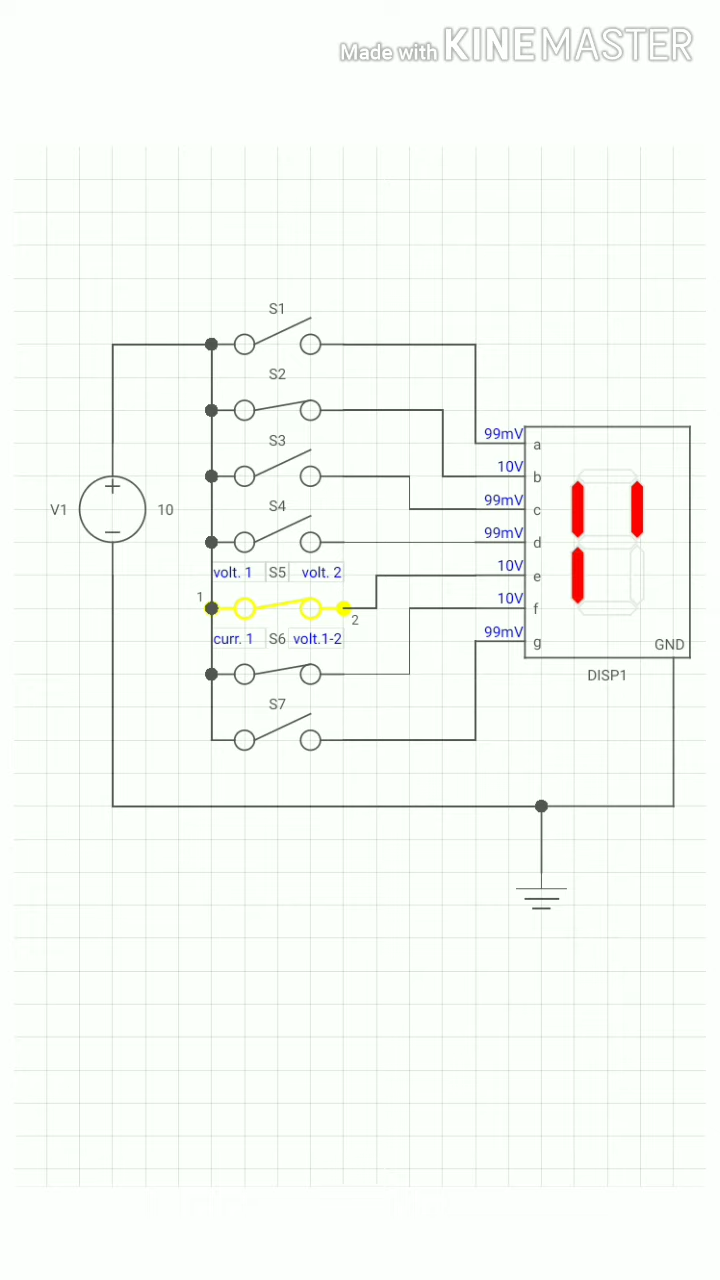 Made with KINEMASTER
S1
S2
S3
99mV
a
10V
b
V1
10
99mV
c
S4
99mV
d
10V
e
volt. 1
S5
volt. 2
1
10V
f
2
curr. 1
S6
volt.1-2
99mV
g
GND
DISP1
S7